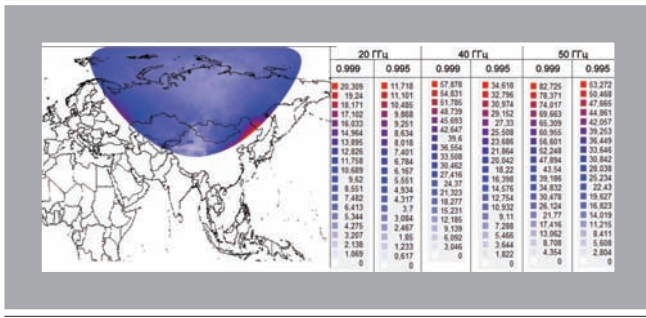 20 ГГц 40 ГГц 50 ГГц
0.999 0.995 0.999 0.995 0.999 0.995
20,309 11,718 57,878 34,618 82,725 53,272
19,24 11,101 54,831 32,796 78,371 50,468
18,171 10,485 51,785 30,974 74,017 47,665
17,102 9,868 48,739 29,152 69,663 44,861
16,033 9,251 45,693 27,33 65,309 42,057
14,964 8,634 42,647 25,508 60,955 39,253
13,895 8,018 39,6 23,686 56,601 36,449
12,826 7,401 36,554 21,864 52,248 33,646
11,758 6,784 33,508 20,042 47,894 30,842
10,689 6,167 30,462 18,22 43,54 28,038
9,62 5,551 27,416 16,398 39,186 25,234
8,551 4,934 24,37 14,576 34,832 22,43
7,482 4,317 21,323 12,754 30,478 19,627
6,413 3,7 18,277 10,932 26,124 16,823
5,344 3,084 15,231 9,11 21,77 14,019
4,275 2,467 12,185 7,288 17,416 11,215
3,207 1,85 9,139 5,466 13,062 8,411
2,138 1,233 6,092 3,644 8,708 5,608
1,069 0,617 3,046 1,822 4,354 2,804
0 0 0 0 0 0